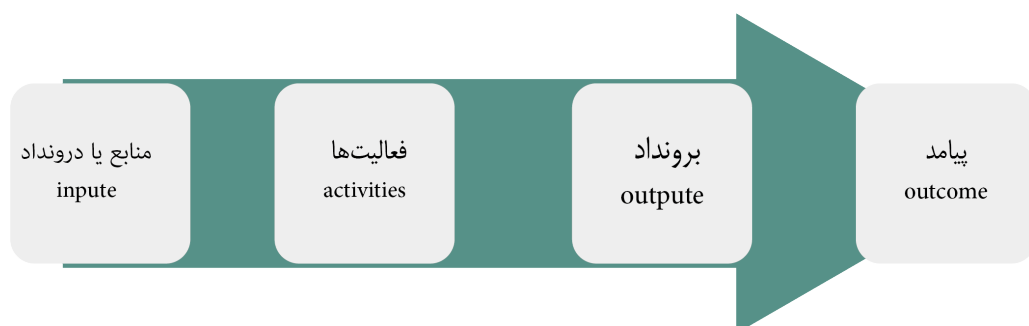 منابع یا درونداد
inpute
فعالیت‌ها
activities
برونداد
outpute
پیامد
outcome